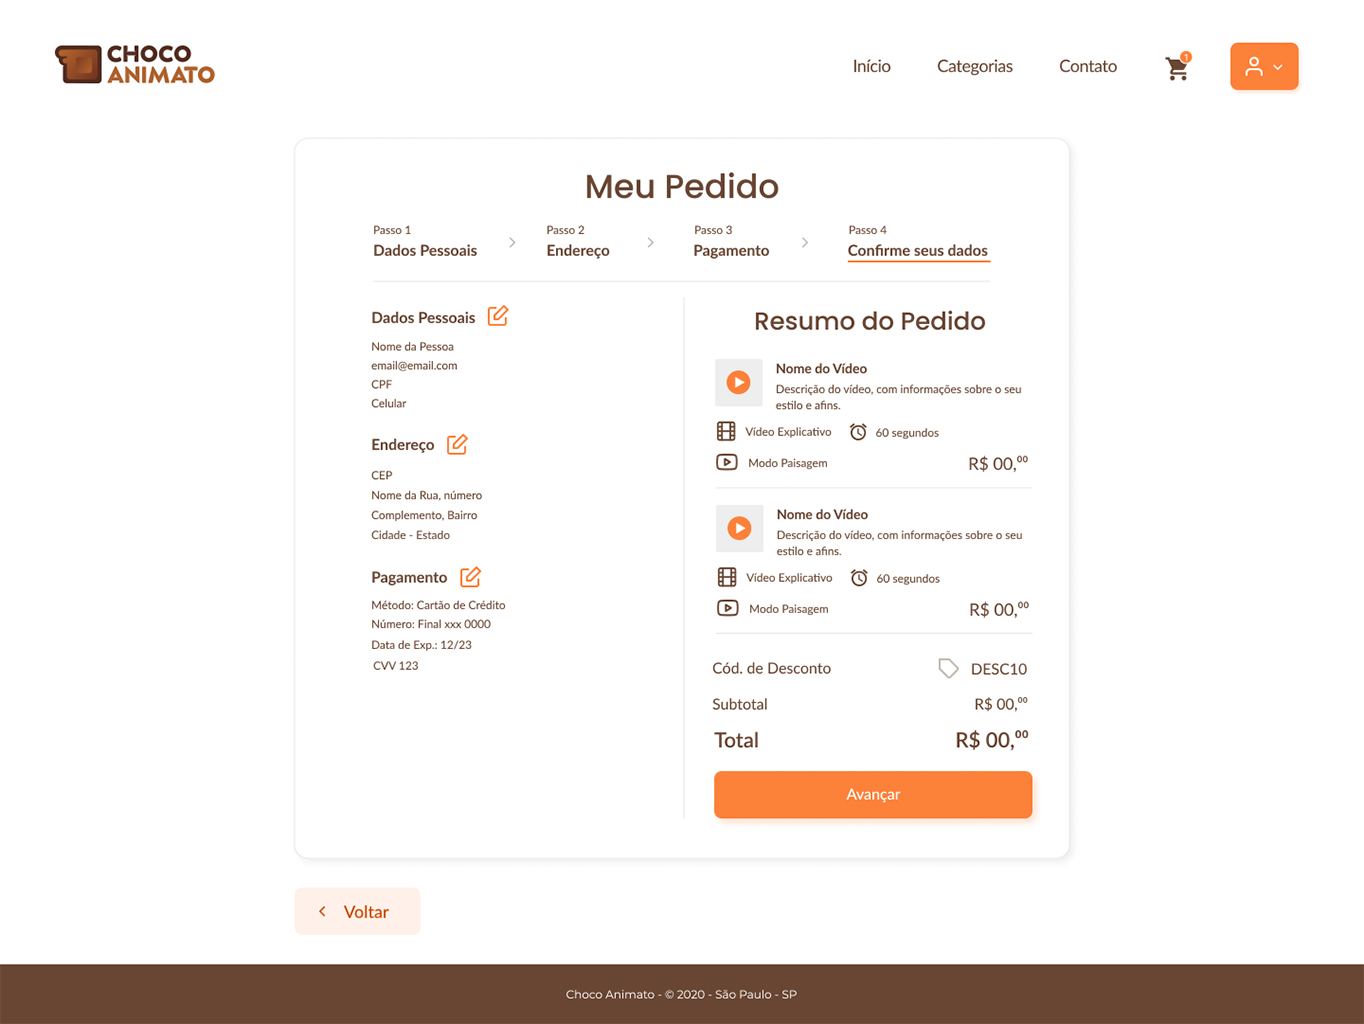 CHOCO
ANIMATO
Início
Categorias
Contato
1
Meu Pedido
Passo 1
Dados Pessoais
Passo 2
Endereço
Passo 3
Pagamento
Passo 4
Confirme seus dados
Dados Pessoais
Nome da Pessoa
email@email.com
CPF
Celular
Endereço
CEP
Nome da Rua, número
Complemento, Bairro
Cidade - Estado
Pagamento
Método: Cartão de Crédito
Número: Final xxx 0000
Data de Exp.: 12/23
CVV 123
Resumo do Pedido
Nome do Vídeo
Descrição do vídeo, com informações sobre o seu
estilo e afins.
Vídeo Explicativo
60 segundos
Modo Paisagem
R$ 00,⁰⁰
Nome do Vídeo
Descrição do vídeo, com informações sobre o seu
estilo e afins.
Vídeo Explicativo
60 segundos
Modo Paisagem
R$ 00,⁰⁰
Cód. de Desconto
DESC10
Subtotal
R$ 00,⁰⁰
Total
R$ 00,⁰⁰
Avançar
Voltar
Choco Animato - © 2020 - São Paulo - SP